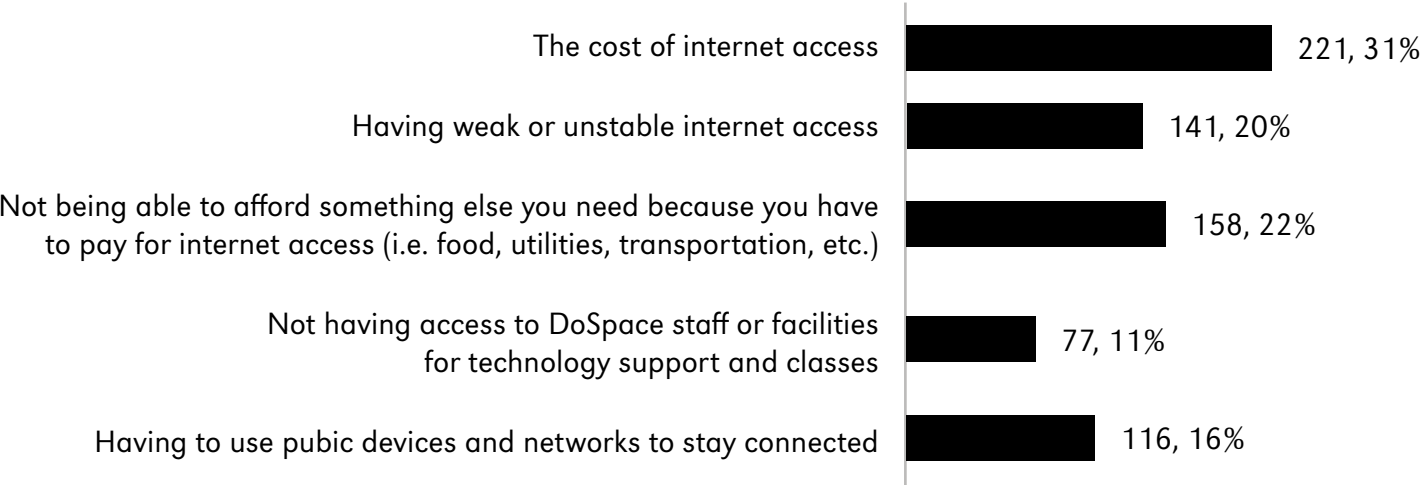 The cost of internet access
221, 31%
Having weak or unstable internet access
141, 20%
Not being able to afford something else you need because you have
to pay for internet access (i.e. food, utilities, transportation, etc.)
158, 22%
Not having access to DoSpace staff or facilities
for technology support and classes
77, 11%
Having to use pubic devices and networks to stay connected
116, 16%